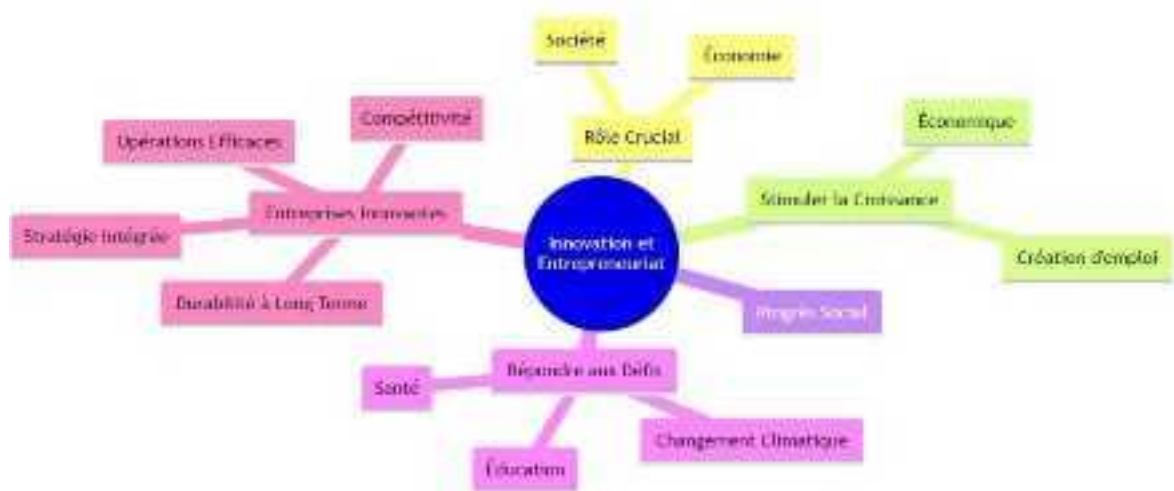 Société
Économie
Rôle Crucial
Compétitivité
Opérations Efficaces
Entreprises Innovantes
Stratégie Intégrée
Durabilité à Long Terme
Économique
Stimuler la Croissance
Création d'emploi
Innovation et
Entrepreneuriat
Progrès Social
Répondre aux Défis
Santé
Changement Climatique
Éducation